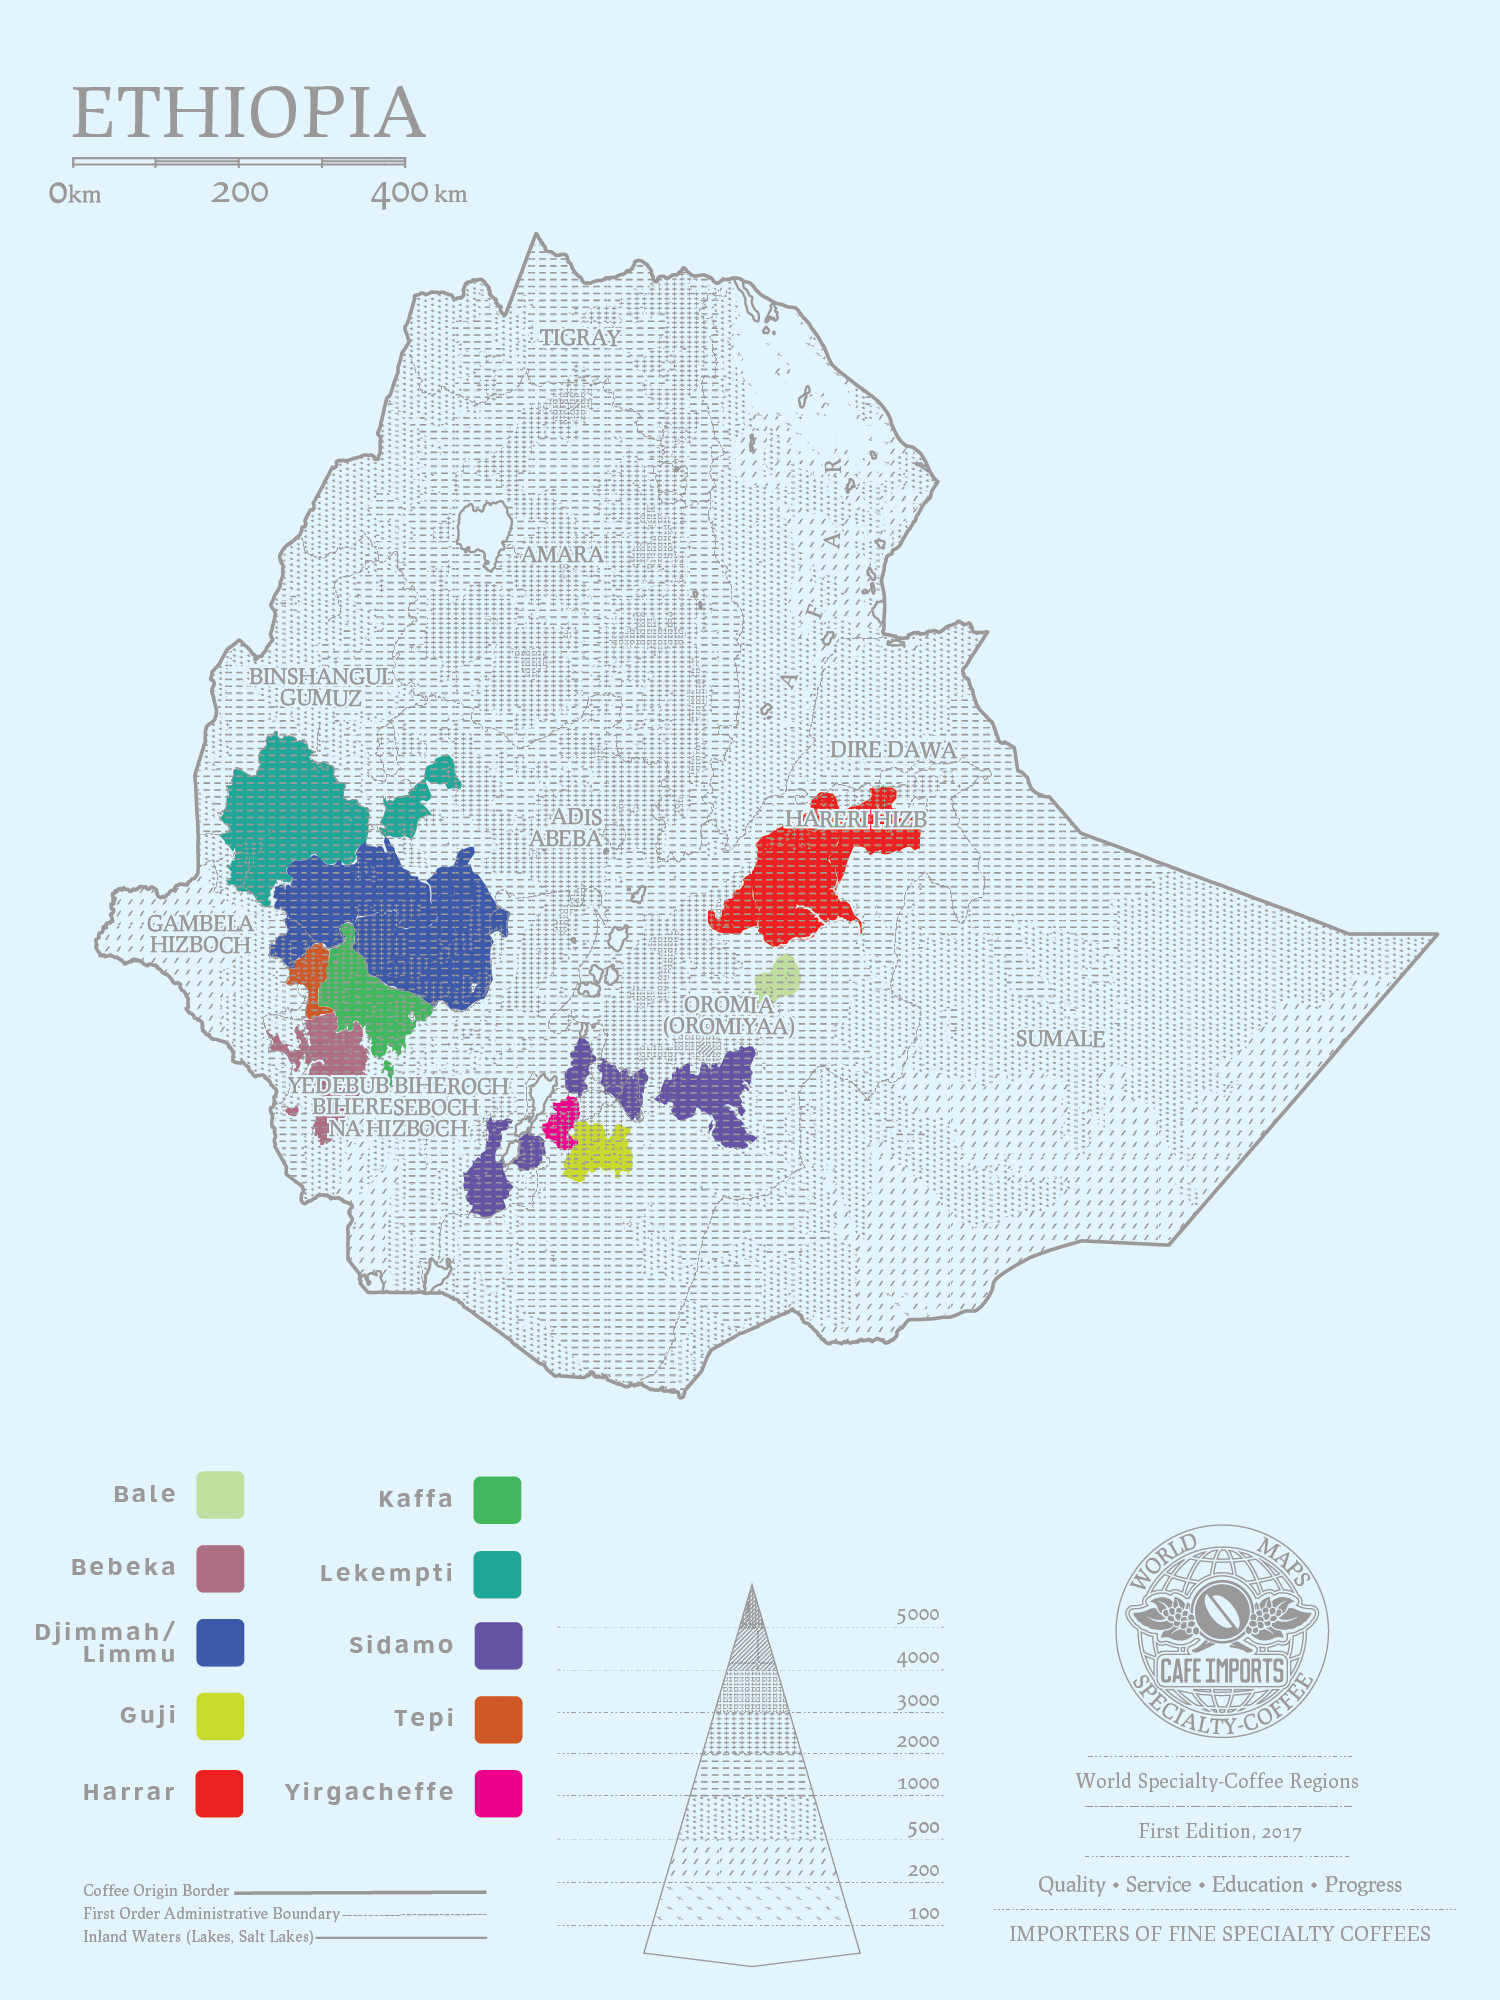 ETHIOPIA
0km 200 400 km
TIGRAY
AMARA
AFAR
BINSHANGUL
GUMUZ
DIRE DAWA
ADIS
ABEBA
HARERI HIZB
GAMBELA
HIZBOCH
OROMIA
(OROMIYAA)
SUMALE
YEDEBUB BIHEROCH
BIHERESEBOCH
NA HIZBOCH
Bale
Bebeka
Djimmah/
Limmu
Guji
Harrar
Kaffa
Lekempti
Sidamo
Tepi
Yirgacheffe
Coffee Origin Border
First Order Administrative Boundary
Inland Waters (Lakes, Salt Lakes)
5000
4000
3000
2000
1000
500
200
100
WORLD MAPS
CAFE IMPORTS
SPECIALTY-COFFEE
World Specialty-Coffee Regions
First Edition, 2017
Quality • Service • Education • Progress
IMPORTERS OF FINE SPECIALTY COFFEES